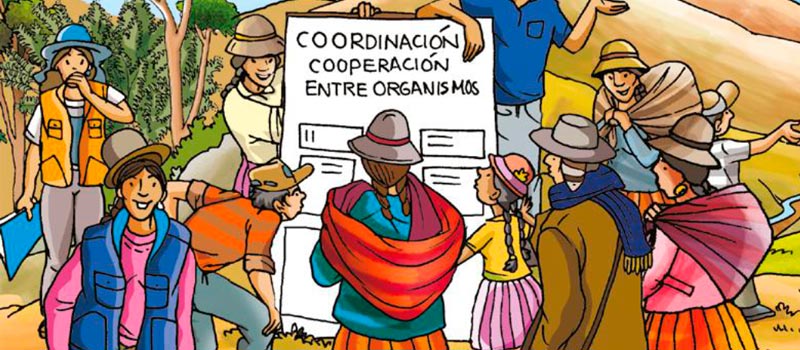 COORDINACIÓN
COOPERACIÓN
ENTRE ORGANISMOS